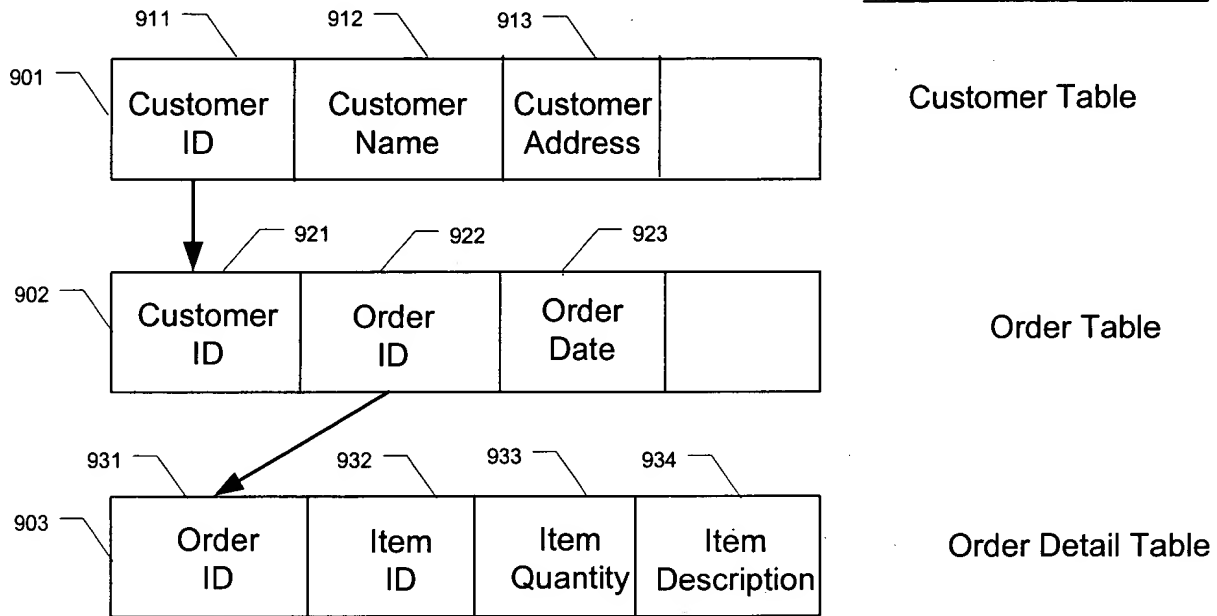 911
912
913
901
Customer
ID
Customer
Name
Customer
Address
Customer Table
921
922
923
902
Customer
ID
Order
ID
Order
Date
Order Table
931
932
933
934
903
Order
ID
Item
ID
Item
Quantity
Item
Description
Order Detail Table